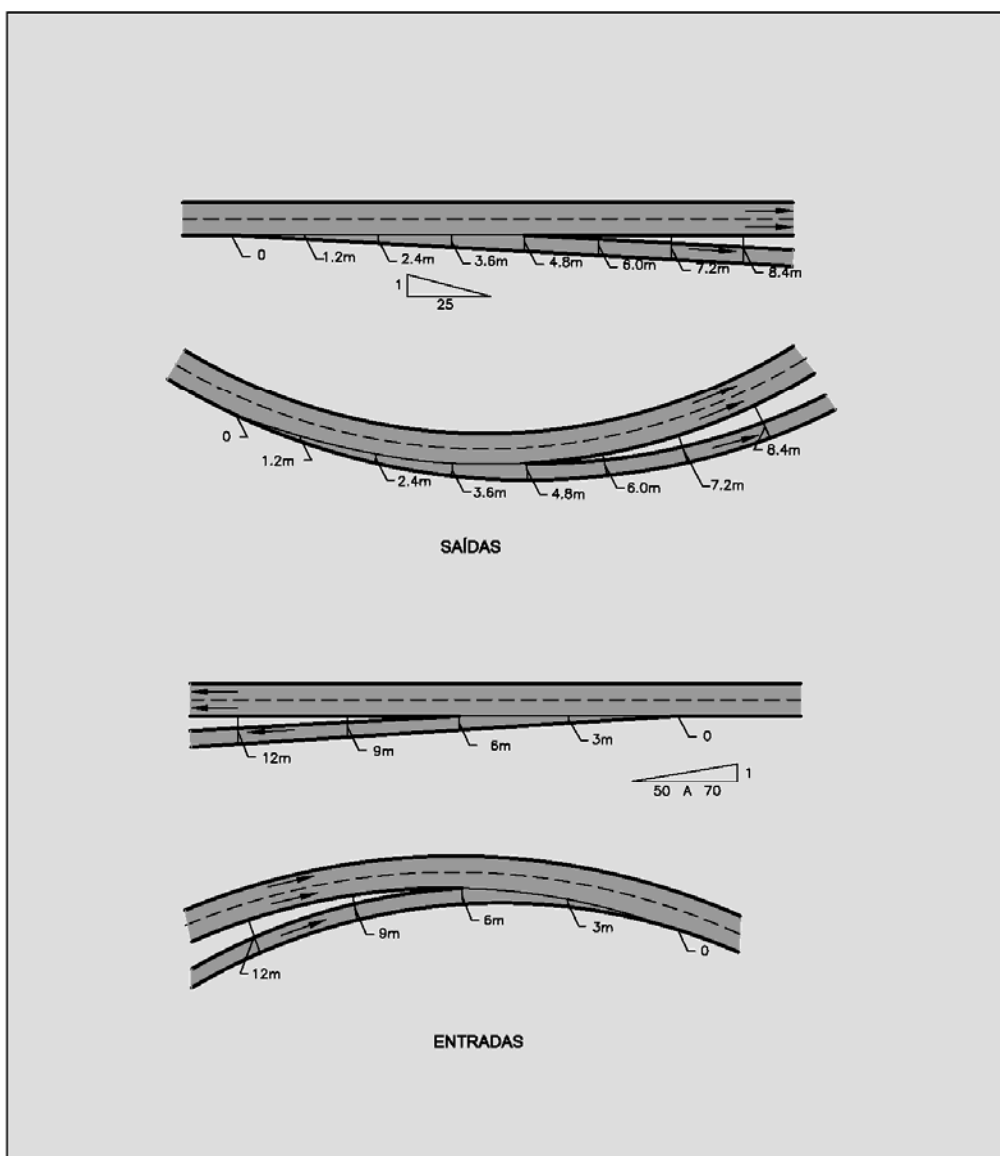 0 1.2m 2.4m 3.6m 4.8m 6.0m 7.2m 8.4m
1
25
0
1.2m
2.4m
3.6m
4.8m
6.0m
7.2m
8.4m
SAÍDAS
12m 9m 6m 3m 0
1
50 A 70
12m
9m
6m
3m
0
ENTRADAS